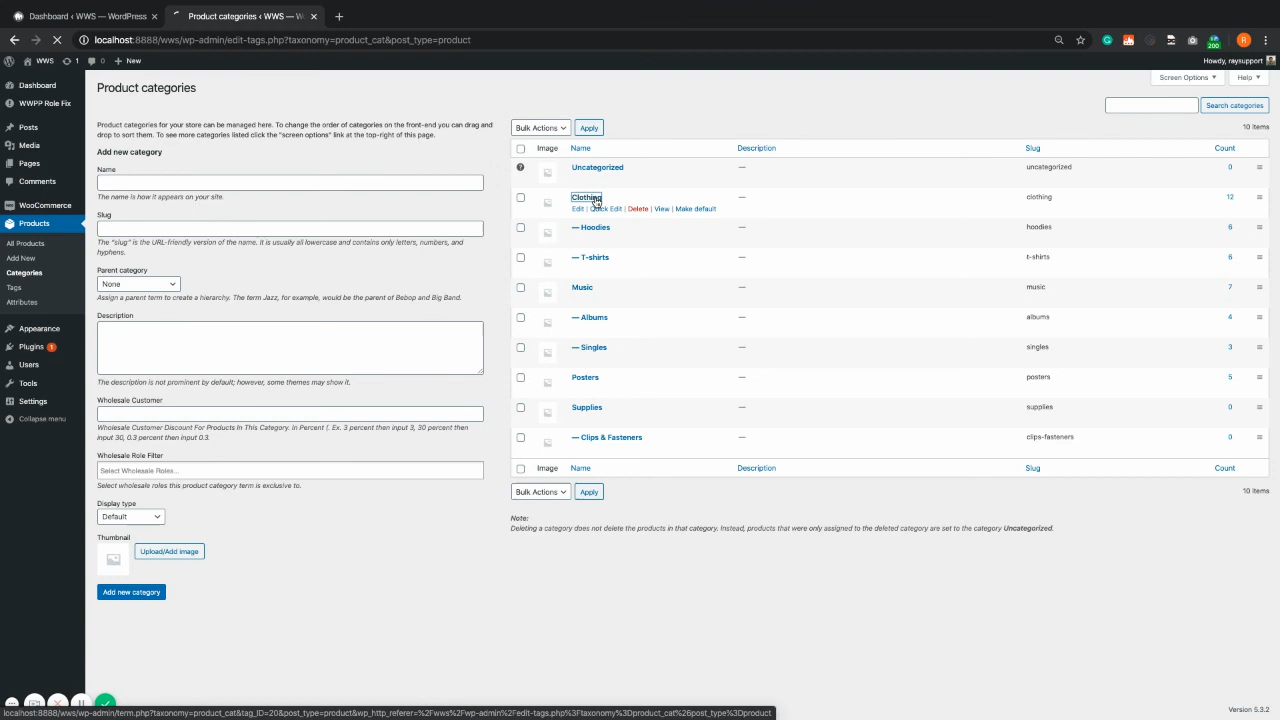 Dashboard ‹ WWS — WordPress
Product categories ‹ WWS — W
localhost:8888/wws/wp-admin/edit-tags.php?taxonomy=product_cat&post_type=product
200
R
WWS
1
0
New
Howdy, raysupport
Screen Options
Help
Dashboard
WWPP Role Fix
Posts
Media
Pages
Comments
WooCommerce
Products
All Products
Add New
Categories
Tags
Attributes
Appearance
Plugins 1
Users
Tools
Settings
Collapse menu
Product categories
Product categories for your store can be managed here. To change the order of categories on the front-end you can drag and
drop to sort them. To see more categories listed click the "screen options" link at the top-right of this page.
Add new category
Name
The name is how it appears on your site.
Slug
The "slug" is the URL-friendly version of the name. It is usually all lowercase and contains only letters, numbers, and
hyphens.
Parent category
None
Assign a parent term to create a hierarchy. The term Jazz, for example, would be the parent of Bebop and Big Band.
Description
The description is not prominent by default; however, some themes may show it.
Wholesale Customer
Wholesale Customer Discount For Products In This Category. In Percent (. Ex. 3 percent then input 3, 30 percent then
input 30, 0.3 percent then input 0.3.
Wholesale Role Filter
Select Wholesale Roles...
Select wholesale roles this product category term is exclusive to.
Display type
Default
Thumbnail
Upload/Add image
Add new category
Search categories
Bulk Actions Apply 10 items
Image Name Description Slug Count
Uncategorized — uncategorized 0
Clothing — clothing 12
Edit | Quick Edit | Delete | View | Make default
— Hoodies — hoodies 6
— T-shirts — t-shirts 6
Music — music 7
— Albums — albums 4
— Singles — singles 3
Posters — posters 5
Supplies — supplies 0
— Clips & Fasteners — clips-fasteners 0
Image Name Description Slug Count
Bulk Actions Apply 10 items
Note:
Deleting a category does not delete the products in that category. Instead, products that were only assigned to the deleted category are set to the category Uncategorized.
localhost:8888/wws/wp-admin/term.php?taxonomy=product_cat&tag_ID=20&post_type=product&wp_http_referer=%2Fwws%2Fwp-admin%2Fedit-tags.php%3Ftaxonomy%3Dproduct_cat%26post_type%3Dproduct
Version 5.3.2